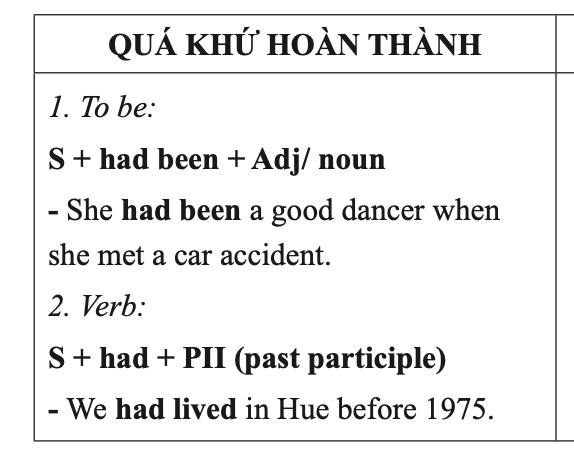 QUÁ KHỨ HOÀN THÀNH
1. To be:
S + had been + Adj/ noun
- She had been a good dancer when
she met a car accident.
2. Verb:
S + had + PII (past participle)
- We had lived in Hue before 1975.